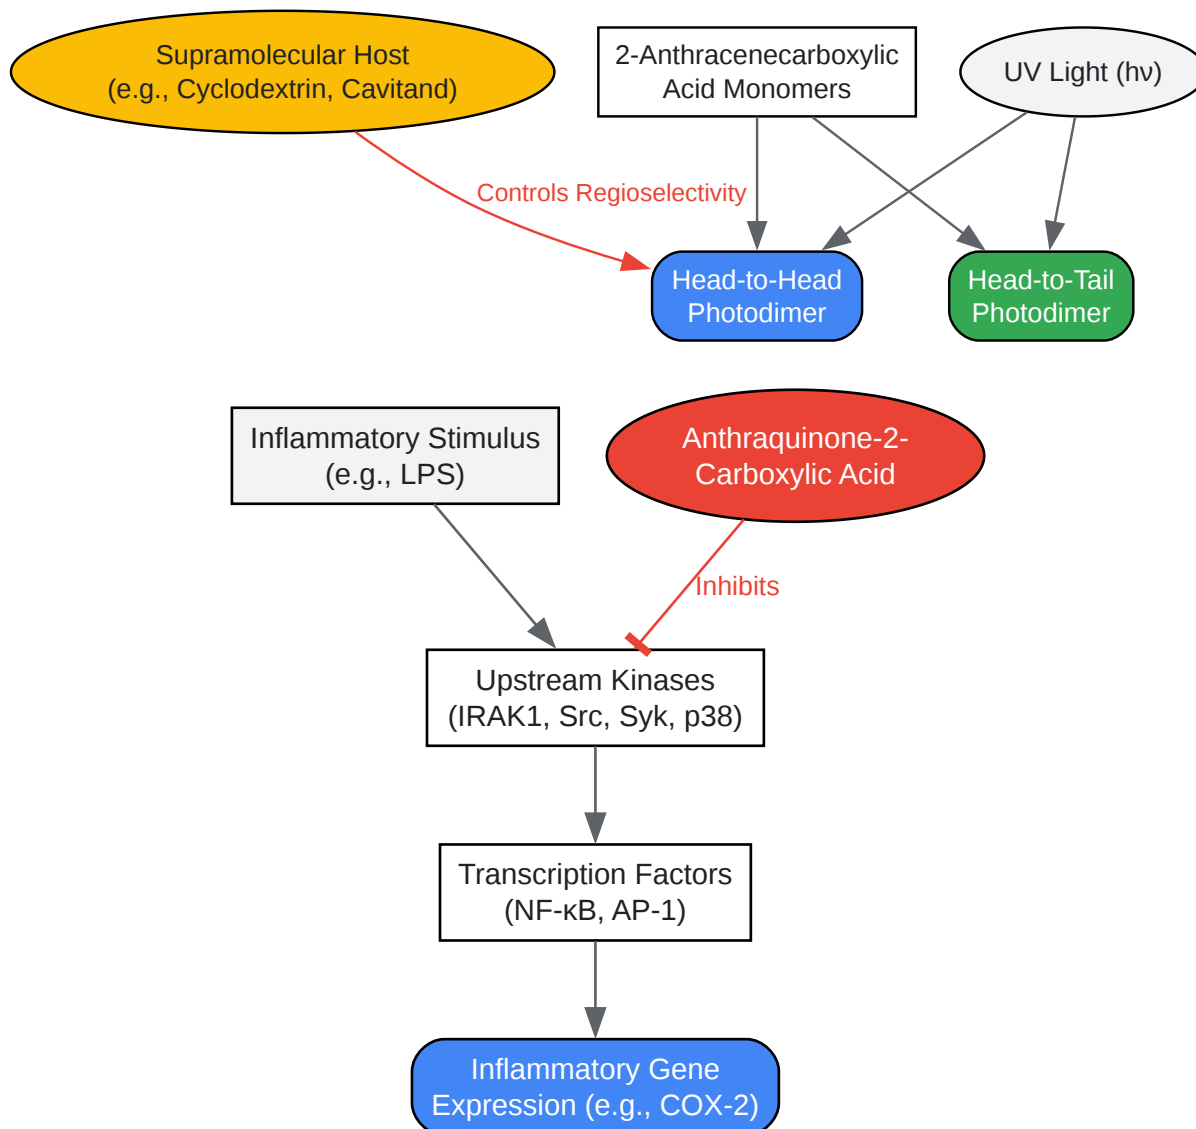 Supramolecular Host
(e.g., Cyclodextrin, Cavitand)
2-Anthracenecarboxylic
Acid Monomers
UV Light (hν)
Controls Regioselectivity
Head-to-Head
Photodimer
Head-to-Tail
Photodimer
Inflammatory Stimulus
(e.g., LPS)
Anthraquinone-2-
Carboxylic Acid
Inhibits
Upstream Kinases
(IRAK1, Src, Syk, p38)
Transcription Factors
(NF-κB, AP-1)
Inflammatory Gene
Expression (e.g., COX-2)